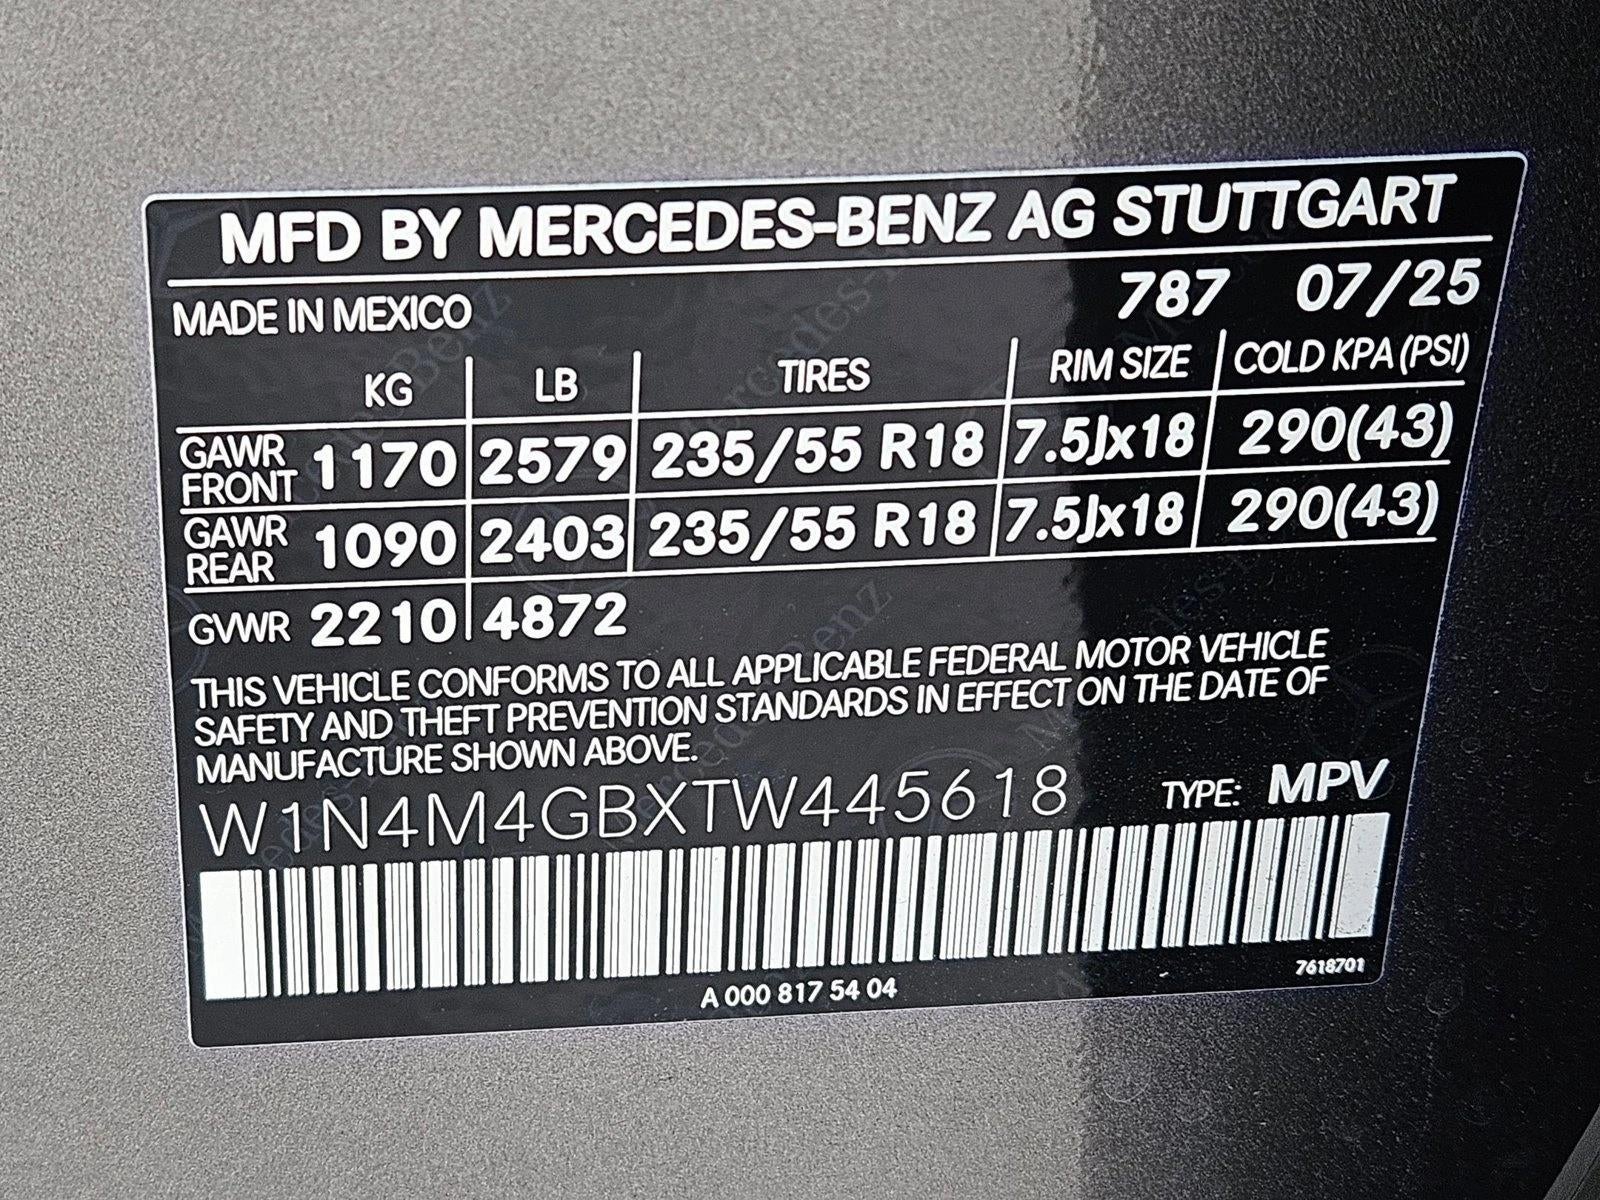 MFD BY MERCEDES-BENZ AG STUTTGART
MADE IN MEXICO 787 07/25
KG LB TIRES RIM SIZE COLD KPA (PSI)
GAWR FRONT 1170 2579 235/55 R18 7.5Jx18 290(43)
GAWR REAR 1090 2403 235/55 R18 7.5Jx18 290(43)
GVWR 2210 4872
THIS VEHICLE CONFORMS TO ALL APPLICABLE FEDERAL MOTOR VEHICLE
SAFETY AND THEFT PREVENTION STANDARDS IN EFFECT ON THE DATE OF
MANUFACTURE SHOWN ABOVE.
W1N4M4GBXTW445618 TYPE: MPV
A 000 817 54 04
7618701